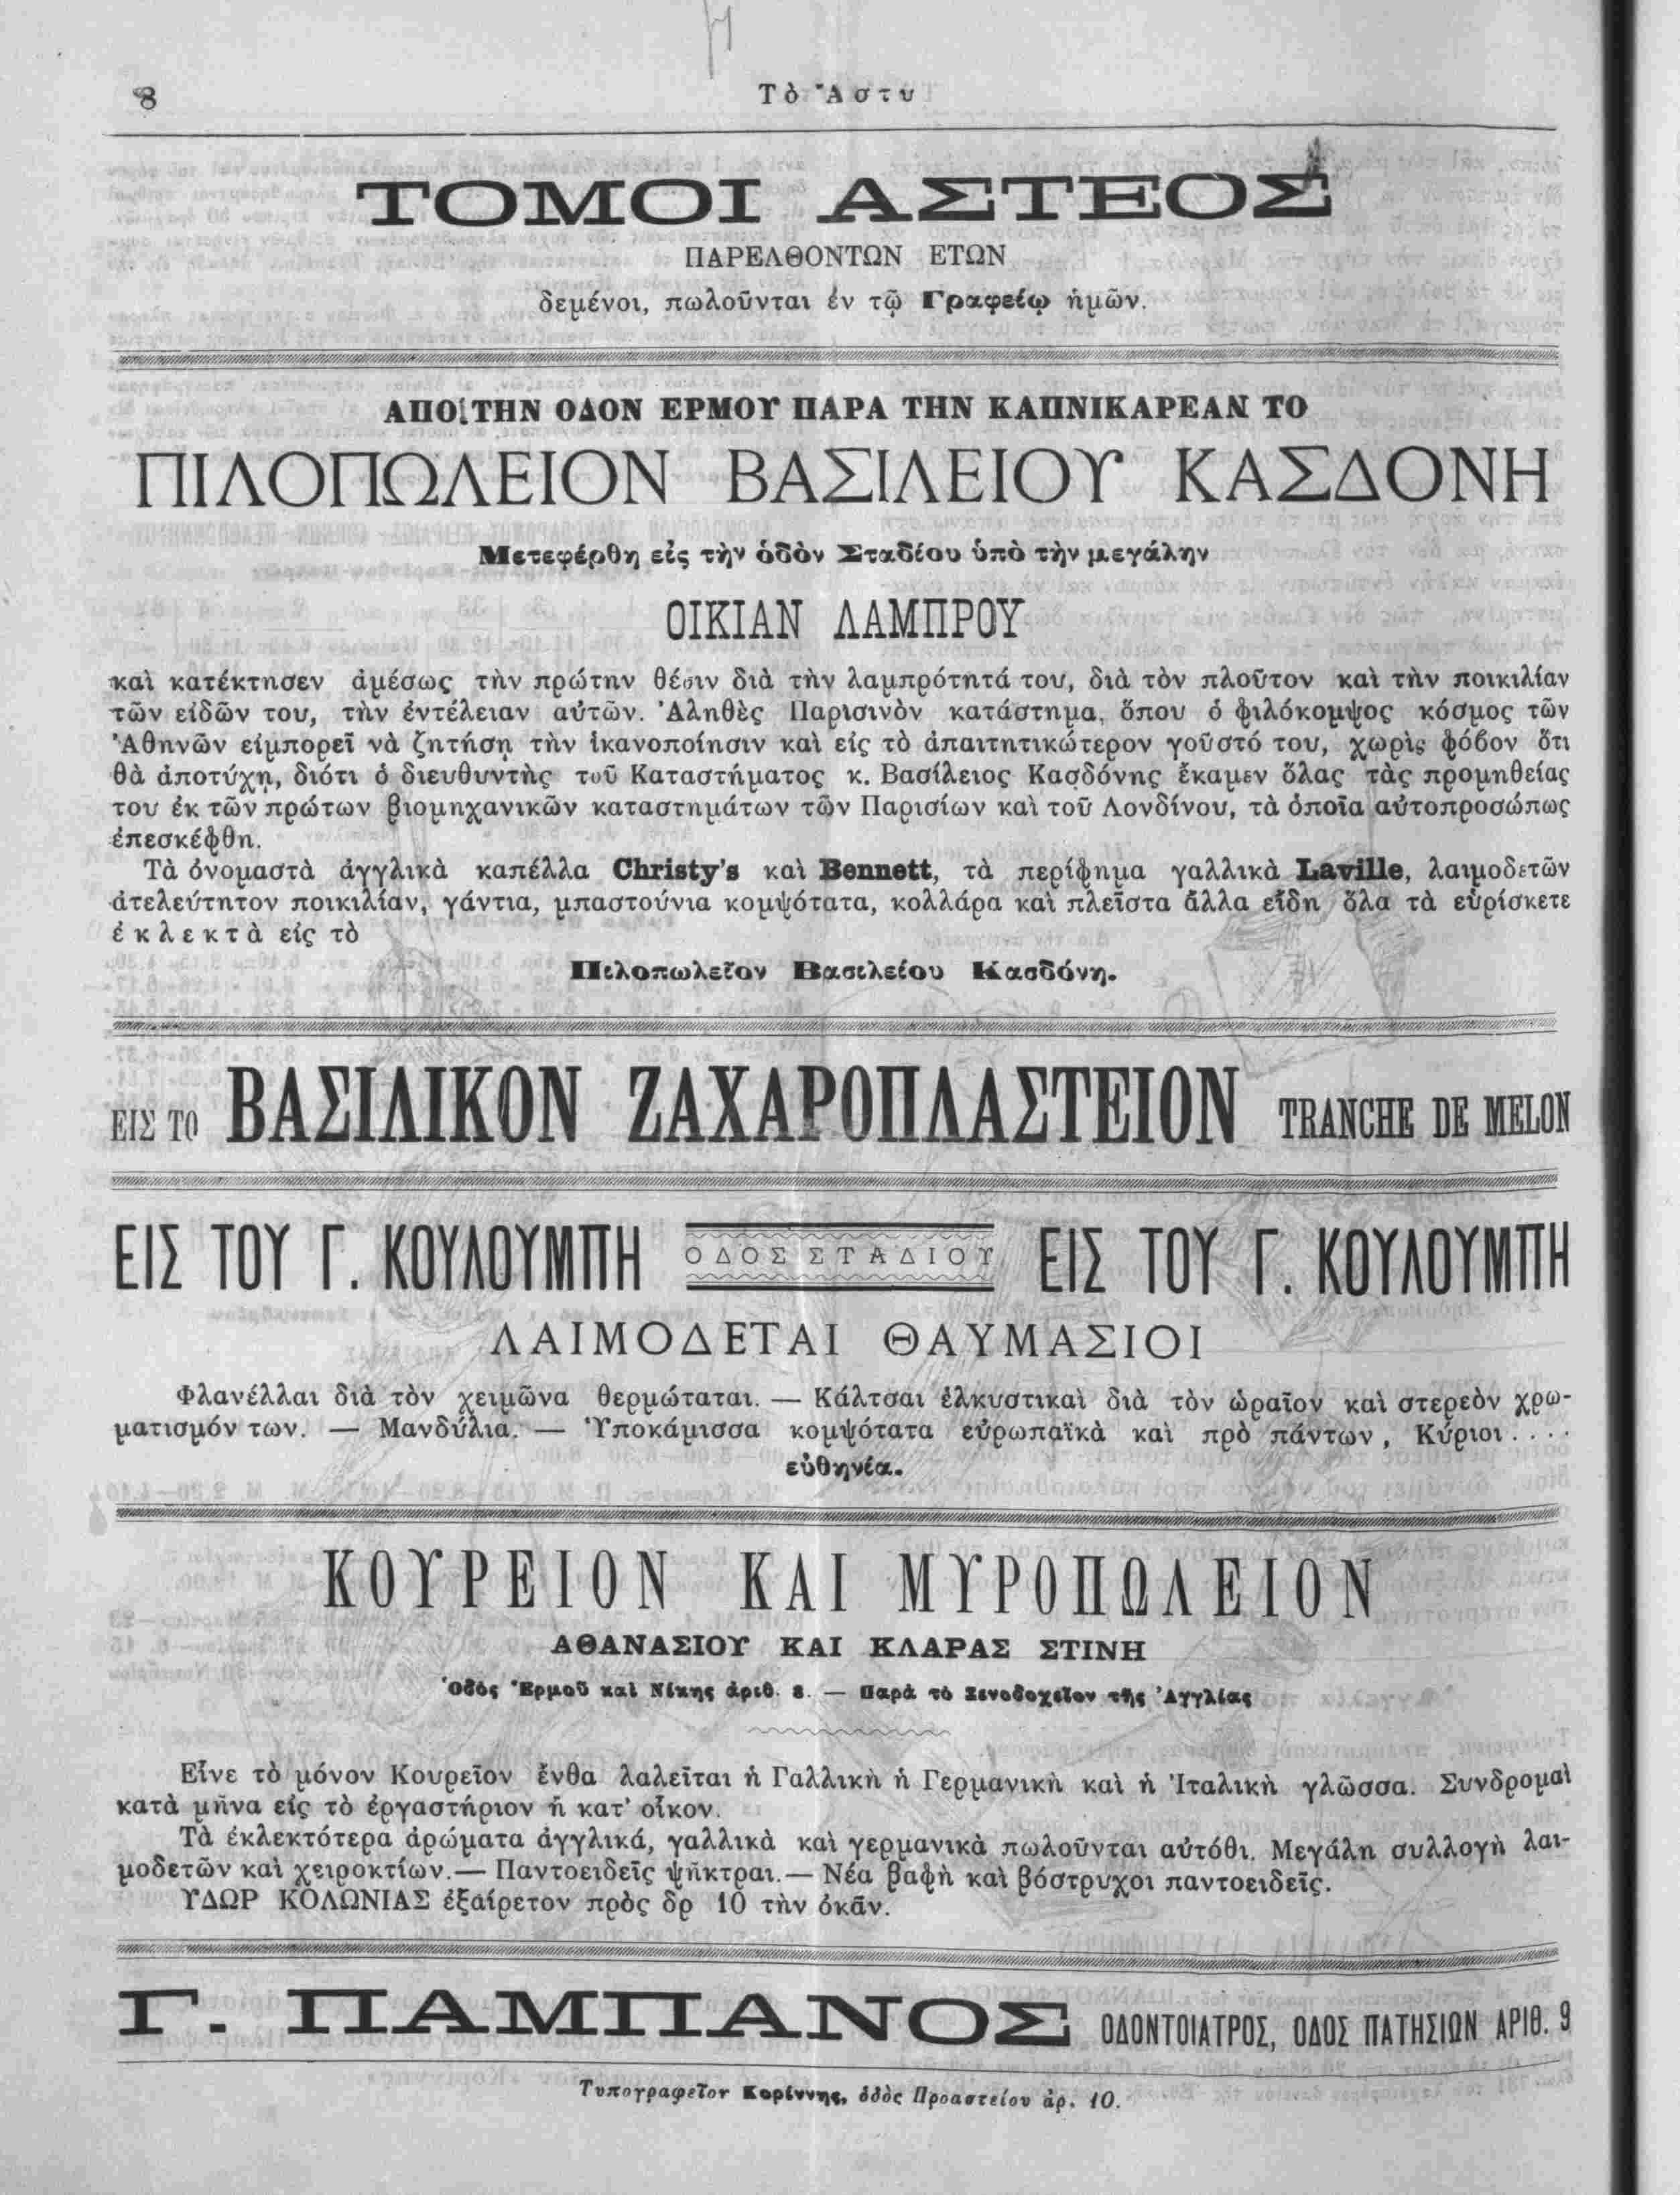 8
Τὸ Ἄστυ
ΤΟΜΟΙ ΑΣΤΕΟΣ
ΠΑΡΕΛΘΟΝΤΩΝ ΕΤΩΝ
δεμένοι, πωλοῦνται ἐν τῷ Γραφείῳ ἡμῶν.
ΑΠΟ ΤΗΝ ΟΔΟΝ ΕΡΜΟΥ ΠΑΡΑ ΤΗΝ ΚΑΠΝΙΚΑΡΕΑΝ ΤΟ
ΠΙΛΟΠΩΛΕΙΟΝ ΒΑΣΙΛΕΙΟΥ ΚΑΣΔΟΝΗ
Μετεφέρθη εἰς τὴν ὁδὸν Σταδίου ὑπὸ τὴν μεγάλην
ΟΙΚΙΑΝ ΛΑΜΠΡΟΥ
καὶ κατέκτησεν ἀμέσως τὴν πρώτην θέσιν διὰ τὴν λαμπρότητά του, διὰ τὸν πλοῦτον καὶ τὴν ποικιλίαν
τῶν εἰδῶν του, τὴν ἐντέλειαν αὐτῶν. Ἀληθὲς Παρισινὸν κατάστημα, ὅπου ὁ φιλόκομψος κόσμος τῶν
Ἀθηνῶν εἰμπορεῖ νὰ ζητήσῃ τὴν ἱκανοποίησιν καὶ εἰς τὸ ἀπαιτητικώτερον γοῦστό του, χωρὶς φόβον ὅτι
θὰ ἀποτύχῃ, διότι ὁ διευθυντὴς τοῦ Καταστήματος κ. Βασίλειος Κασδόνης ἔκαμεν ὅλας τὰς προμηθείας
του ἐκ τῶν πρώτων βιομηχανικῶν καταστημάτων τῶν Παρισίων καὶ τοῦ Λονδίνου, τὰ ὁποῖα αὐτοπροσώπως
ἐπεσκέφθη.
Τὰ ὀνομαστὰ ἀγγλικὰ καπέλλα Christy's καὶ Bennett, τὰ περίφημα γαλλικὰ Laville, λαιμοδετῶν
ἀτελεύτητον ποικιλίαν, γάντια, μπαστούνια κομψότατα, κολλάρα καὶ πλεῖστα ἄλλα εἴδη ὅλα τὰ εὑρίσκετε
ἐκλεκτὰ εἰς τὸ
Πιλοπωλεῖον Βασιλείου Κασδόνη.
ΕΙΣ ΤΟ ΒΑΣΙΛΙΚΟΝ ΖΑΧΑΡΟΠΛΑΣΤΕΙΟΝ TRANCHE DE MELON
ΕΙΣ ΤΟΥ Γ. ΚΟΥΛΟΥΜΠΗ ΟΔΟΣ ΣΤΑΔΙΟΥ ΕΙΣ ΤΟΥ Γ. ΚΟΥΛΟΥΜΠΗ
ΛΑΙΜΟΔΕΤΑΙ ΘΑΥΜΑΣΙΟΙ
Φλανέλλαι διὰ τὸν χειμῶνα θερμώταται. — Κάλτσαι ἑλκυστικαὶ διὰ τὸν ὡραῖον καὶ στερεὸν χρω-
ματισμόν των. — Μανδύλια. — Ὑποκάμισσα κομψότατα εὐρωπαϊκὰ καὶ πρὸ πάντων, Κύριοι....
εὐθηνία.
ΚΟΥΡΕΙΟΝ ΚΑΙ ΜΥΡΟΠΩΛΕΙΟΝ
ΑΘΑΝΑΣΙΟΥ ΚΑΙ ΚΛΑΡΑΣ ΣΤΙΝΗ
Ὁδὸς Ἑρμοῦ καὶ Νίκης ἀριθ. 8. — Παρὰ τὸ Ξενοδοχεῖον τῆς Ἀγγλίας
Εἶνε τὸ μόνον Κουρεῖον ἔνθα λαλεῖται ἡ Γαλλικὴ ἡ Γερμανικὴ καὶ ἡ Ἰταλικὴ γλῶσσα. Συνδρομαὶ
κατὰ μῆνα εἰς τὸ ἐργαστήριον ἢ κατ' οἶκον.
Τὰ ἐκλεκτότερα ἀρώματα ἀγγλικά, γαλλικὰ καὶ γερμανικὰ πωλοῦνται αὐτόθι. Μεγάλη συλλογὴ λαι-
μοδετῶν καὶ χειροκτίων.— Παντοειδεῖς ψῆκτραι.— Νέα βαφὴ καὶ βόστρυχοι παντοειδεῖς.
ΥΔΩΡ ΚΟΛΩΝΙΑΣ ἐξαίρετον πρὸς δρ 10 τὴν ὀκᾶν.
Γ. ΠΑΜΠΑΝΟΣ ΟΔΟΝΤΟΙΑΤΡΟΣ, ΟΔΟΣ ΠΑΤΗΣΙΩΝ ΑΡΙΘ. 9
Τυπογραφεῖον Κορίννης, ὁδὸς Προαστείου ἀρ. 10.